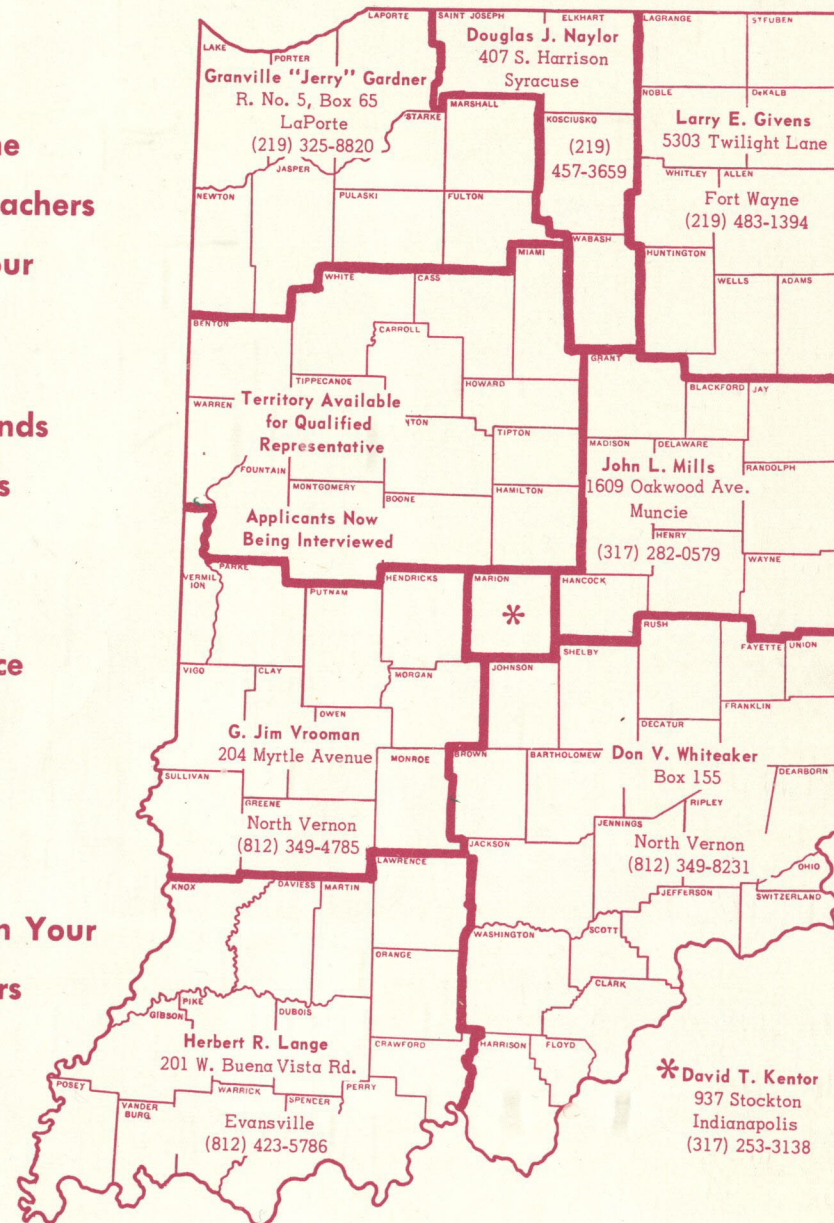 ne
achers
our
nds
s
ce
n Your
rs
LAPORTE
SAINT JOSEPH
ELKHART
LAGRANGE
STEUBEN
LAKE
PORTER
Granville "Jerry" Gardner
R. No. 5, Box 65
LaPorte
(219) 325-8820
STARKE
MARSHALL
Douglas J. Naylor
407 S. Harrison
Syracuse
KOSCIUSKO
(219)
457-3659
NOBLE
DeKALB
Larry E. Givens
5303 Twilight Lane
WHITLEY
ALLEN
Fort Wayne
(219) 483-1394
NEWTON
JASPER
PULASKI
FULTON
WABASH
HUNTINGTON
WELLS
ADAMS
MIAMI
WHITE
CASS
BENTON
CARROLL
GRANT
TIPPECANOE
HOWARD
BLACKFORD
JAY
WARREN
Territory Available
for Qualified
Representative
NTON
TIPTON
FOUNTAIN
MONTGOMERY
BOONE
HAMILTON
Applicants Now
Being Interviewed
MADISON
DELAWARE
John L. Mills
1609 Oakwood Ave.
Muncie
(317) 282-0579
RANDOLPH
HENRY
WAYNE
PARKE
VERMIL
ION
PUTNAM
HENDRICKS
MARION
*
HANCOCK
RUSH
FAYETTE
UNION
SHELBY
JOHNSON
VIGO
CLAY
MORGAN
OWEN
FRANKLIN
DECATUR
G. Jim Vrooman
204 Myrtle Avenue
North Vernon
(812) 349-4785
MONROE
BROWN
BARTHOLOMEW
Don V. Whiteaker
Box 155
North Vernon
(812) 349-8231
DEARBORN
SULLIVAN
GREENE
RIPLEY
JENNINGS
JACKSON
OHIO
SWITZERLAND
JEFFERSON
LAWRENCE
KNOX
DAVIESS
MARTIN
WASHINGTON
SCOTT
ORANGE
CLARK
PIKE
GIBSON
DUBOIS
Herbert R. Lange
201 W. Buena Vista Rd.
Evansville
(812) 423-5786
CRAWFORD
HARRISON
FLOYD
POSEY
VANDER
BURG
WARRICK
SPENCER
PERRY
* David T. Kentor
937 Stockton
Indianapolis
(317) 253-3138